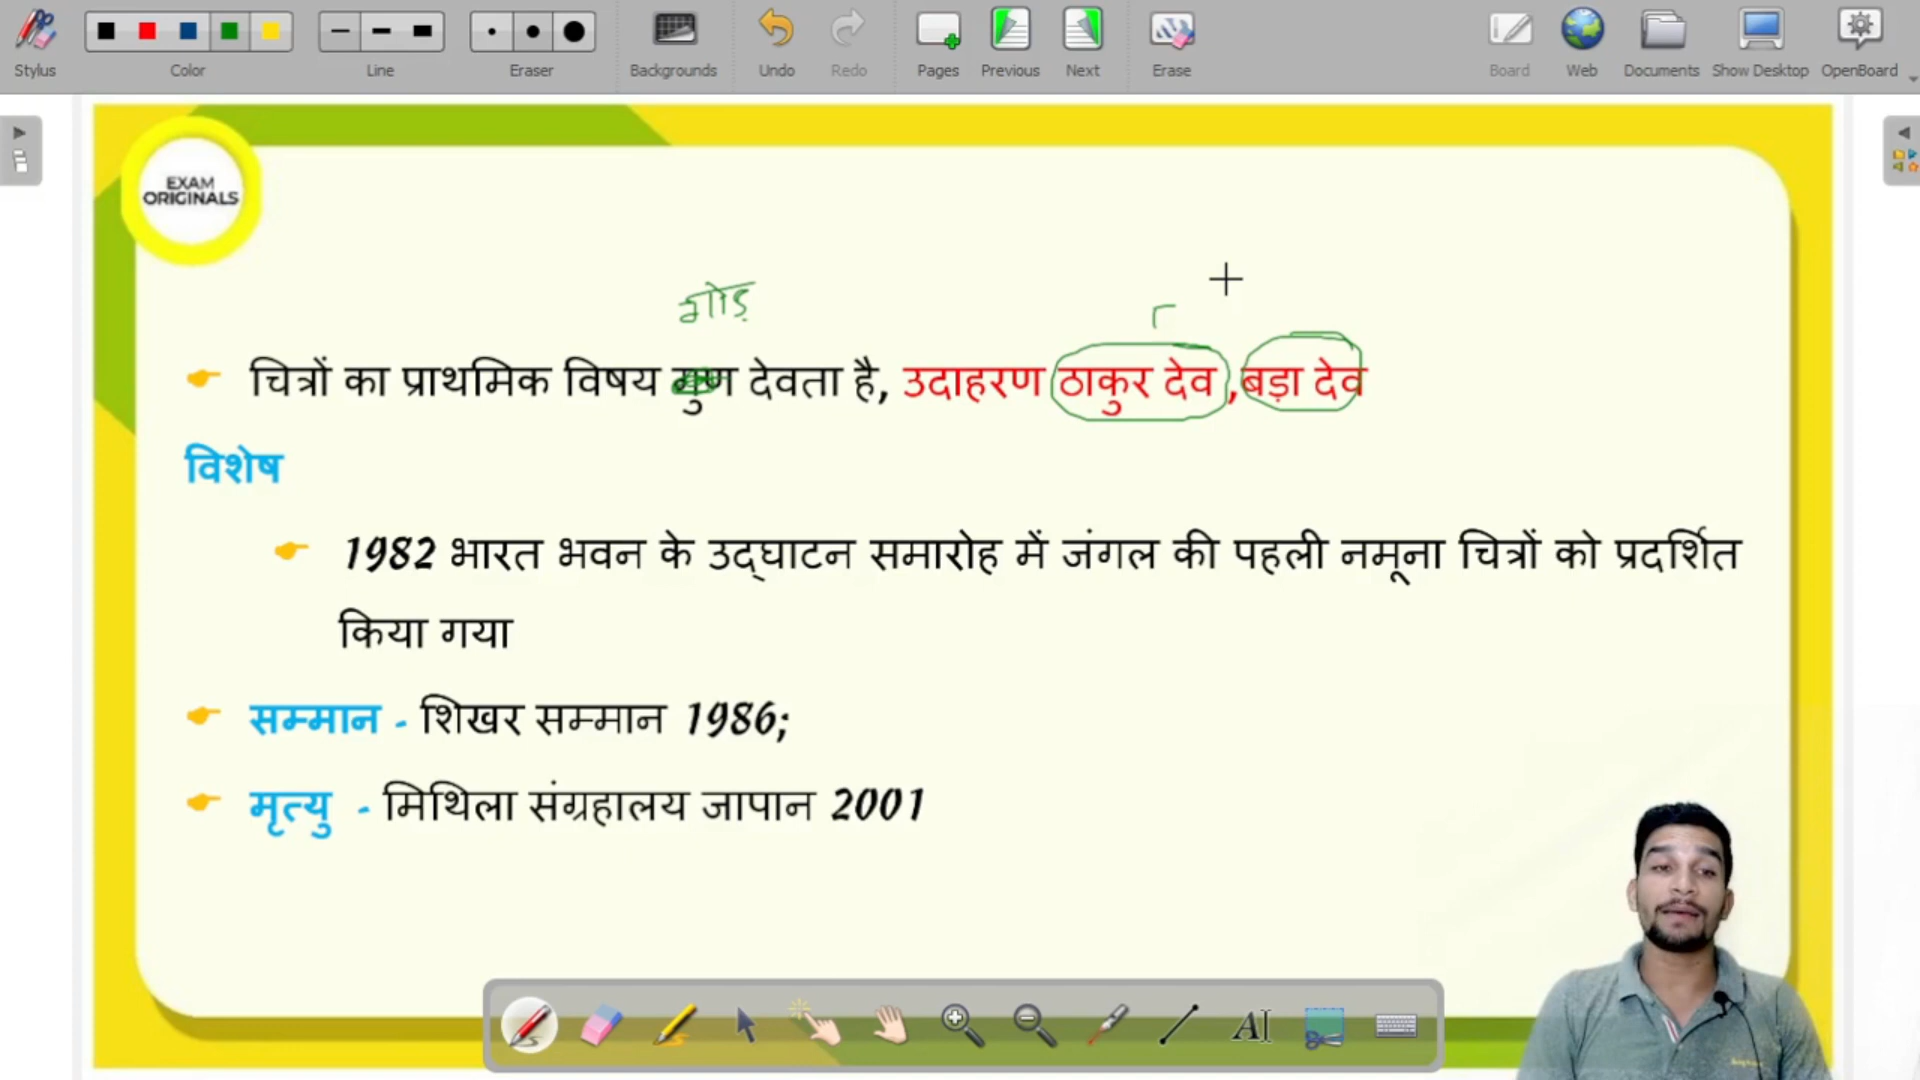 Stylus Color Line Eraser Backgrounds Undo Redo Pages Previous Next Erase Board Web Documents Show Desktop OpenBoard
EXAM
ORIGINALS
गोंड़
चित्रों का प्राथमिक विषय देवता है, उदाहरण ठाकुर देव ,बड़ा देव
विशेष
1982 भारत भवन के उद्घाटन समारोह में जंगल की पहली नमूना चित्रों को प्रदर्शित
किया गया
सम्मान - शिखर सम्मान 1986;
मृत्यु - मिथिला संग्रहालय जापान 2001